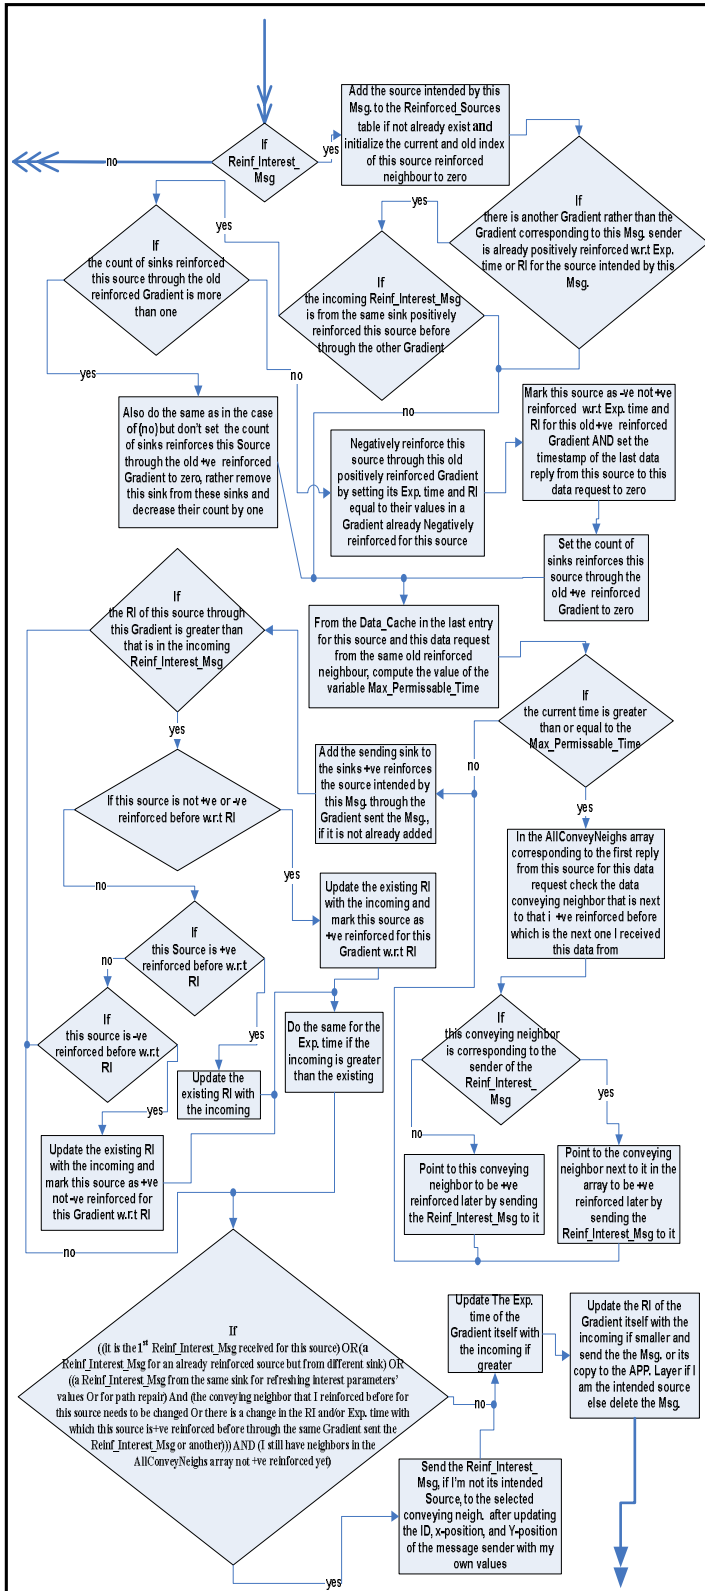 Add the source intended by this
Msg. to the Reinforced_Sources
table if not already exist and
initialize the current and old index
of this source reinforced
neighbour to zero
If
Reinf_Interest_
Msg
yes
no
If
there is another Gradient rather than the
Gradient corresponding to this Msg. sender
is already positively reinforced w.r.t Exp.
time or RI for the source intended by this
Msg.
yes
If
the incoming Reinf_Interest_Msg
is from the same sink positively
reinforced this source before
through the other Gradient
If
the count of sinks reinforced
this source through the old
reinforced Gradient is more
than one
yes
no
no
Also do the same as in the case
of (no) but don't set the count
of sinks reinforces this Source
through the old +ve reinforced
Gradient to zero, rather remove
this sink from these sinks and
decrease their count by one
Negatively reinforce this
source through this old
positively reinforced Gradient
by setting its Exp. time and RI
equal to their values in a
Gradient already Negatively
reinforced for this source
Mark this source as -ve not +ve
reinforced w.r.t Exp. time and
RI for this old +ve reinforced
Gradient AND set the
timestamp of the last data
reply from this source to this
data request to zero
Set the count of
sinks reinforces this
source through the
old +ve reinforced
Gradient to zero
From the Data_Cache in the last entry
for this source and this data request
from the same old reinforced
neighbour, compute the value of the
variable Max_Permissable_Time
If
the RI of this source through
this Gradient is greater than
that is in the incoming
Reinf_Interest_Msg
yes
If
the current time is greater
than or equal to the
Max_Permissable_Time
no
yes
Add the sending sink to
the sinks +ve reinforces
the source intended by
this Msg. through the
Gradient sent the Msg.,
if it is not already added
If this source is not +ve or -ve
reinforced before w.r.t RI
no
yes
In the AllConveyNeighs array
corresponding to the first reply
from this source for this data
request check the data
conveying neighbor that is next
to that i +ve reinforced before
which is the next one I received
this data from
Update the existing RI
with the incoming and
mark this source as
+ve reinforced for this
Gradient w.r.t RI
If
this Source is +ve
reinforced before w.r.t
RI
no
yes
If
this source is -ve
reinforced before w.r.t
RI
yes
Do the same for the
Exp. time if the
incoming is greater
than the existing
Update the
existing RI with
the incoming
Update the existing RI
with the incoming and
mark this source as +ve
not -ve reinforced for
this Gradient w.r.t RI
If
this conveying neighbor
is corresponding to the
sender of the
Reinf_Interest_
Msg
no
yes
Point to this conveying
neighbor to be +ve
reinforced later by sending
the Reinf_Interest_Msg to it
Point to the conveying
neighbor next to it in the
array to be +ve
reinforced later by
sending the
Reinf_Interest_Msg to it
no
If
((it is the 1st Reinf_Interest_Msg received for this source) OR (a
Reinf_Interest_Msg for an already reinforced source but from different sink) OR
((a Reinf_Interest_Msg from the same sink for refreshing interest parameters'
values Or for path repair) And (the conveying neighbor that I reinforced before for
this source needs to be changed Or there is a change in the RI and/or Exp. time with
which this source is +ve reinforced before through the same Gradient sent the
Reinf_Interest_Msg or another))) AND (I still have neighbors in the
AllConveyNeighs array not +ve reinforced yet)
no
yes
Update The Exp.
time of the
Gradient itself with
the incoming if
greater
Update the RI of the
Gradient itself with the
incoming if smaller and
send the the Msg. or its
copy to the APP. Layer if I
am the intended source
else delete the Msg.
Send the Reinf_Interest_
Msg, if I'm not its intended
Source, to the selected
conveying neigh. after updating
the ID, x-position, and Y-position
of the message sender with my
own values